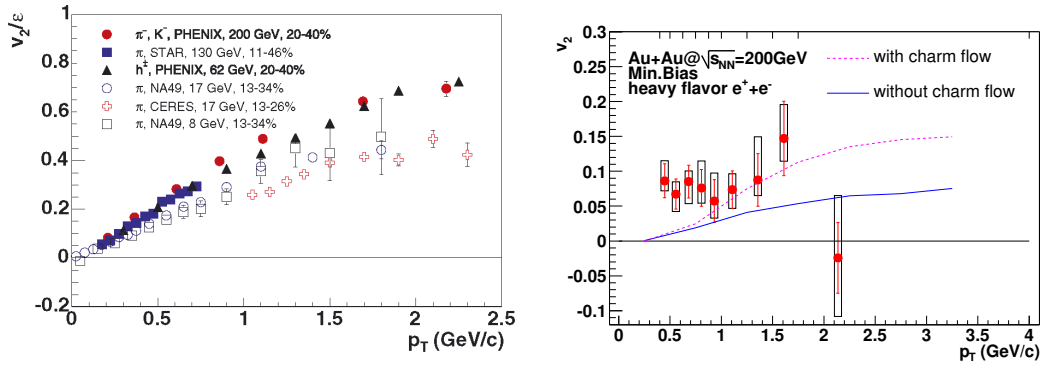 v₂/ε
1
0.8
0.6
0.4
0.2
0
-0.2
π⁻, K⁻, PHENIX, 200 GeV, 20-40%
π, STAR, 130 GeV, 11-46%
h±, PHENIX, 62 GeV, 20-40%
π, NA49, 17 GeV, 13-34%
π, CERES, 17 GeV, 13-26%
π, NA49, 8 GeV, 13-34%
0 0.5 1 1.5 2 2.5
p_T (GeV/c)
v₂
0.3
0.25
0.2
0.15
0.1
0.05
0
-0.05
-0.1
Au+Au@√s_NN=200GeV
Min.Bias
heavy flavor e⁺+e⁻
with charm flow
without charm flow
0 0.5 1 1.5 2 2.5 3 3.5 4
p_T (GeV/c)